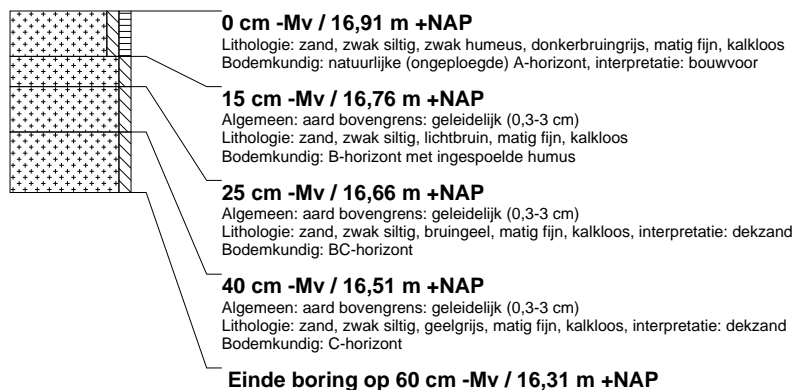 0 cm -Mv / 16,91 m +NAP
Lithologie: zand, zwak siltig, zwak humeus, donkerbruingrijs, matig fijn, kalkloos
Bodemkundig: natuurlijke (ongeploegde) A-horizont, interpretatie: bouwvoor
15 cm -Mv / 16,76 m +NAP
Algemeen: aard bovengrens: geleidelijk (0,3-3 cm)
Lithologie: zand, zwak siltig, lichtbruin, matig fijn, kalkloos
Bodemkundig: B-horizont met ingespoelde humus
25 cm -Mv / 16,66 m +NAP
Algemeen: aard bovengrens: geleidelijk (0,3-3 cm)
Lithologie: zand, zwak siltig, bruingeel, matig fijn, kalkloos, interpretatie: dekzand
Bodemkundig: BC-horizont
40 cm -Mv / 16,51 m +NAP
Algemeen: aard bovengrens: geleidelijk (0,3-3 cm)
Lithologie: zand, zwak siltig, geelgrijs, matig fijn, kalkloos, interpretatie: dekzand
Bodemkundig: C-horizont
Einde boring op 60 cm -Mv / 16,31 m +NAP